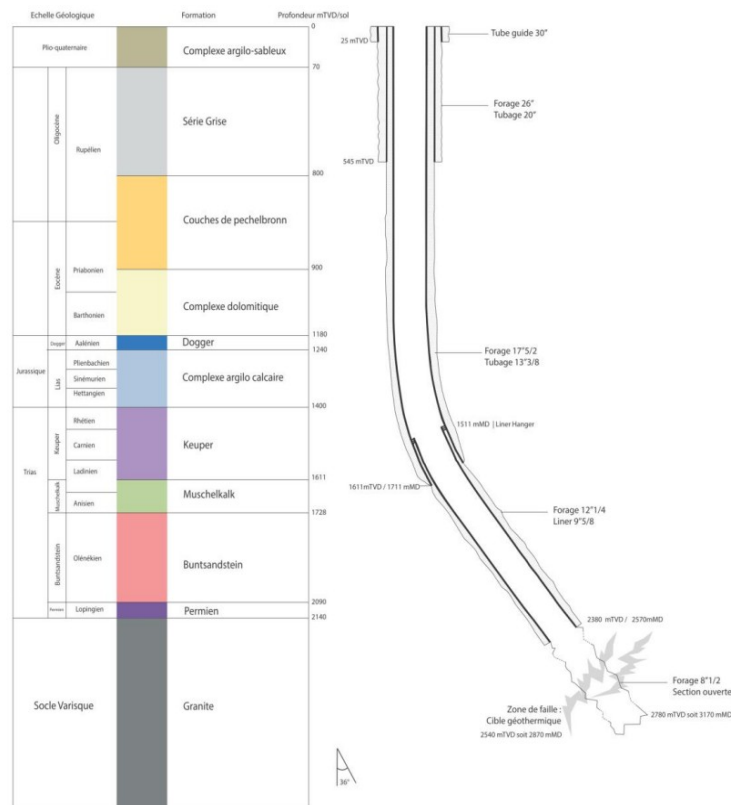 Echelle Géologique
Formation
Profondeur mTVD/sol
0
Plio-quaternaire
Complexe argilo-sableux
70
Oligocène
Rupélien
Série Grise
800
Couches de pechelbronn
Eocène
Priabonien
900
Barthonien
Complexe dolomitique
1180
Jurassique
Dogger
Aalénien
Dogger
1240
Lias
Plienbachien
Sinémurien
Hettangien
Complexe argilo calcaire
1400
Trias
Keuper
Rhétien
Carnien
Ladinien
Keuper
1611
Muschelkalk
Anisien
Muschelkalk
1728
Buntsandstein
Olénékien
Buntsandstein
2090
Permien
Lopingien
Permien
2140
Socle Varisque
Granite
25 mTVD
Tube guide 30"
Forage 26"
Tubage 20"
545 mTVD
Forage 17"5/2
Tubage 13"3/8
1511 mMD | Liner Hanger
1611mTVD / 1711 mMD
Forage 12"1/4
Liner 9"5/8
2380 mTVD / 2570mMD
Forage 8"1/2
Section ouverte
Zone de faille :
Cible géothermique
2540 mTVD soit 2870 mMD
2780 mTVD soit 3170 mMD
36°